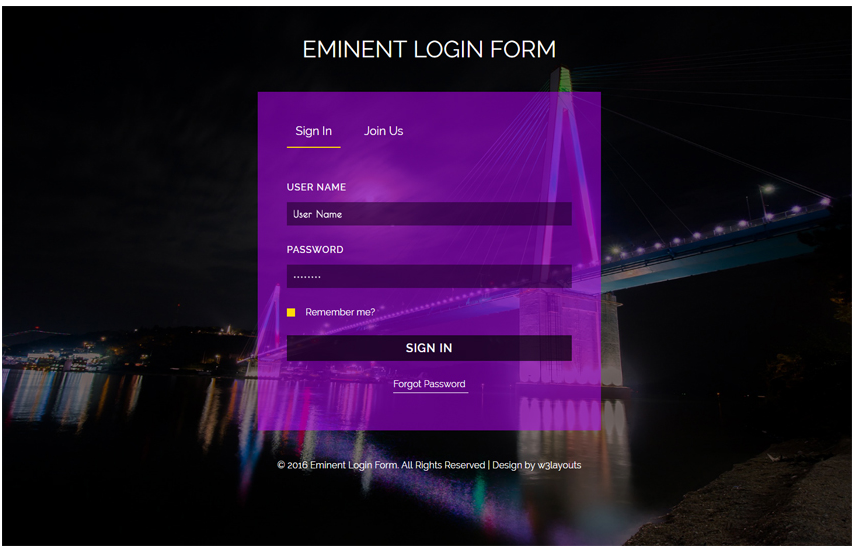 EMINENT LOGIN FORM
Sign In Join Us
USER NAME
User Name
PASSWORD
••••••••
Remember me?
SIGN IN
Forgot Password
© 2016 Eminent Login Form. All Rights Reserved | Design by w3layouts